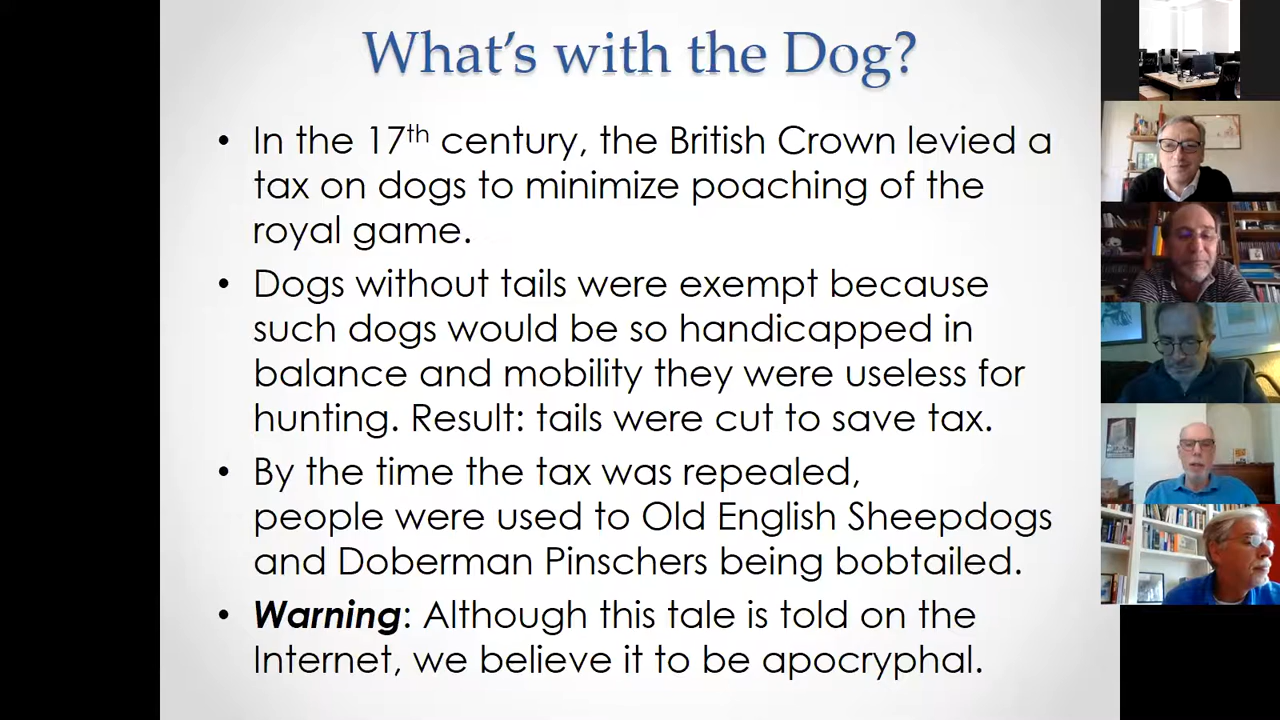 What's with the Dog?
• In the 17th century, the British Crown levied a
tax on dogs to minimize poaching of the
royal game.
• Dogs without tails were exempt because
such dogs would be so handicapped in
balance and mobility they were useless for
hunting. Result: tails were cut to save tax.
• By the time the tax was repealed,
people were used to Old English Sheepdogs
and Doberman Pinschers being bobtailed.
• Warning: Although this tale is told on the
Internet, we believe it to be apocryphal.